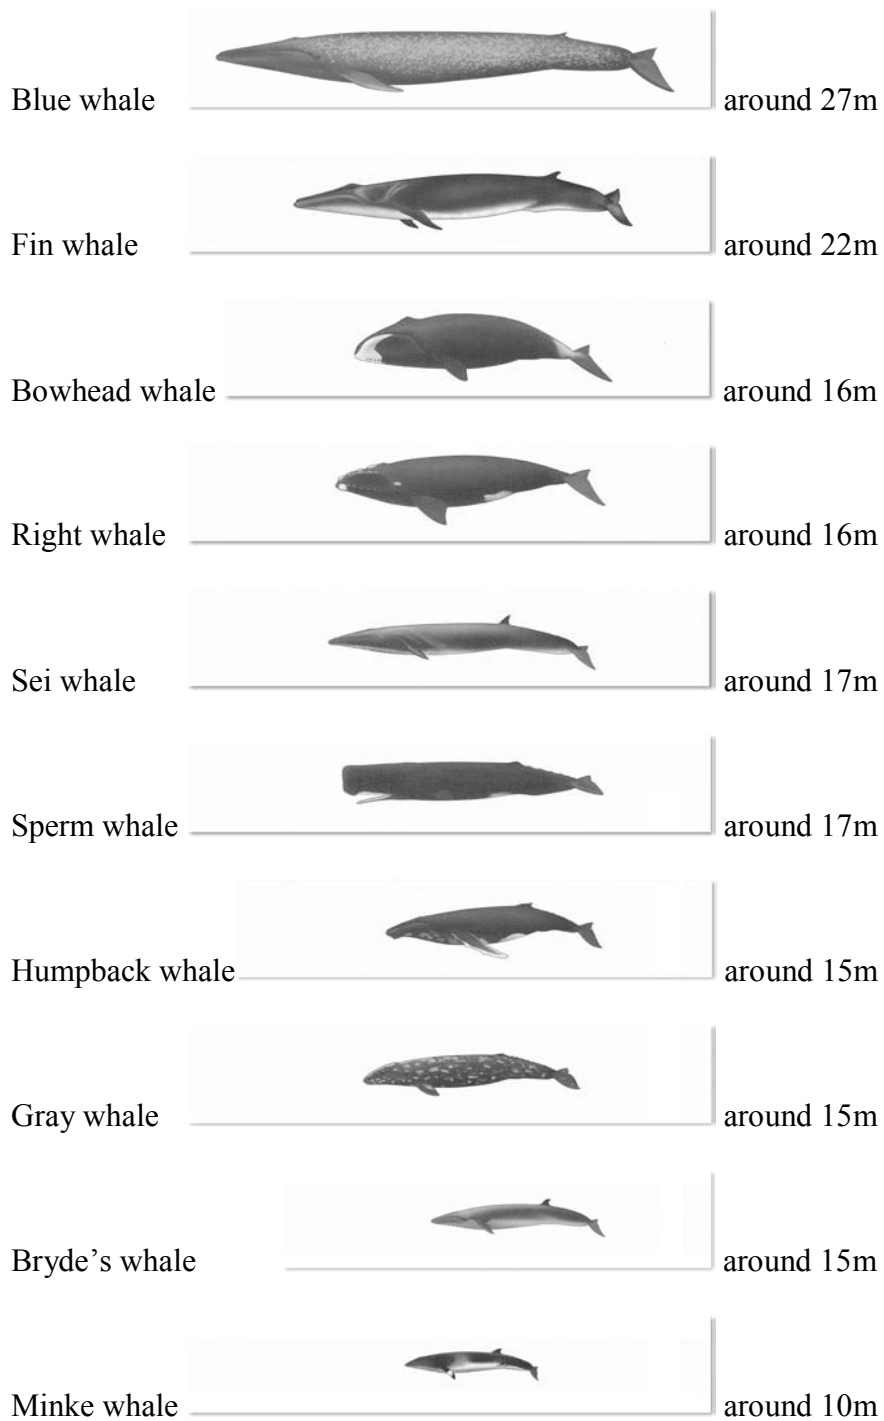 Blue whale around 27m
Fin whale around 22m
Bowhead whale around 16m
Right whale around 16m
Sei whale around 17m
Sperm whale around 17m
Humpback whale around 15m
Gray whale around 15m
Bryde’s whale around 15m
Minke whale around 10m